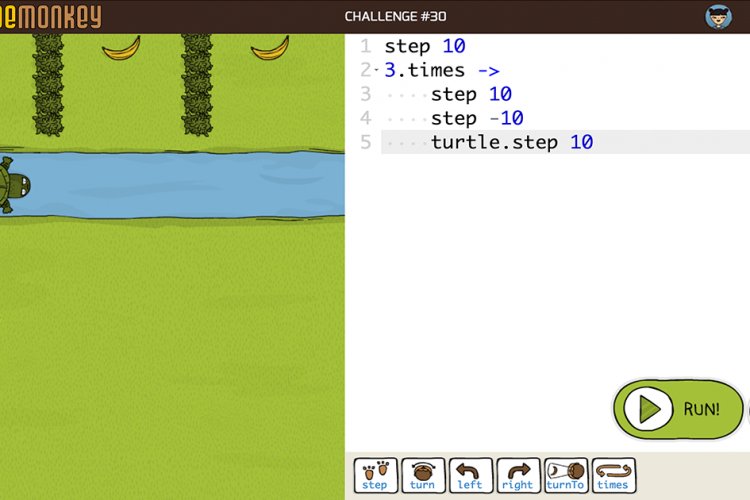 emonkey
CHALLENGE #30
1 step 10
2 3.times ->
3 step 10
4 step -10
5 turtle.step 10
RUN!
step turn left right turnTo times